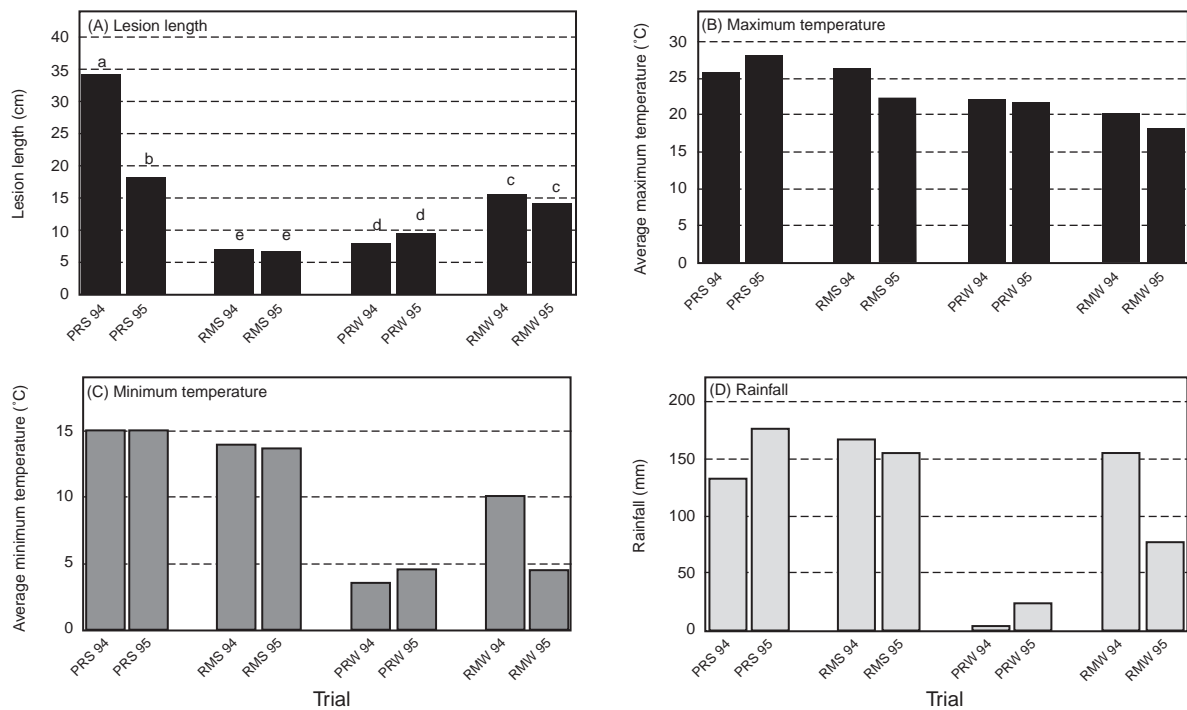 (A) Lesion length
Lesion length (cm)
40
35
30
25
20
15
10
5
0
a
b
e
e
d
d
c
c
PRS 94
PRS 95
RMS 94
RMS 95
PRW 94
PRW 95
RMW 94
RMW 95
(B) Maximum temperature
Average maximum temperature (˚C)
30
25
20
15
10
5
0
PRS 94
PRS 95
RMS 94
RMS 95
PRW 94
PRW 95
RMW 94
RMW 95
(C) Minimum temperature
Average minimum temperature (˚C)
15
10
5
0
PRS 94
PRS 95
RMS 94
RMS 95
PRW 94
PRW 95
RMW 94
RMW 95
Trial
(D) Rainfall
Rainfall (mm)
200
150
100
50
0
PRS 94
PRS 95
RMS 94
RMS 95
PRW 94
PRW 95
RMW 94
RMW 95
Trial